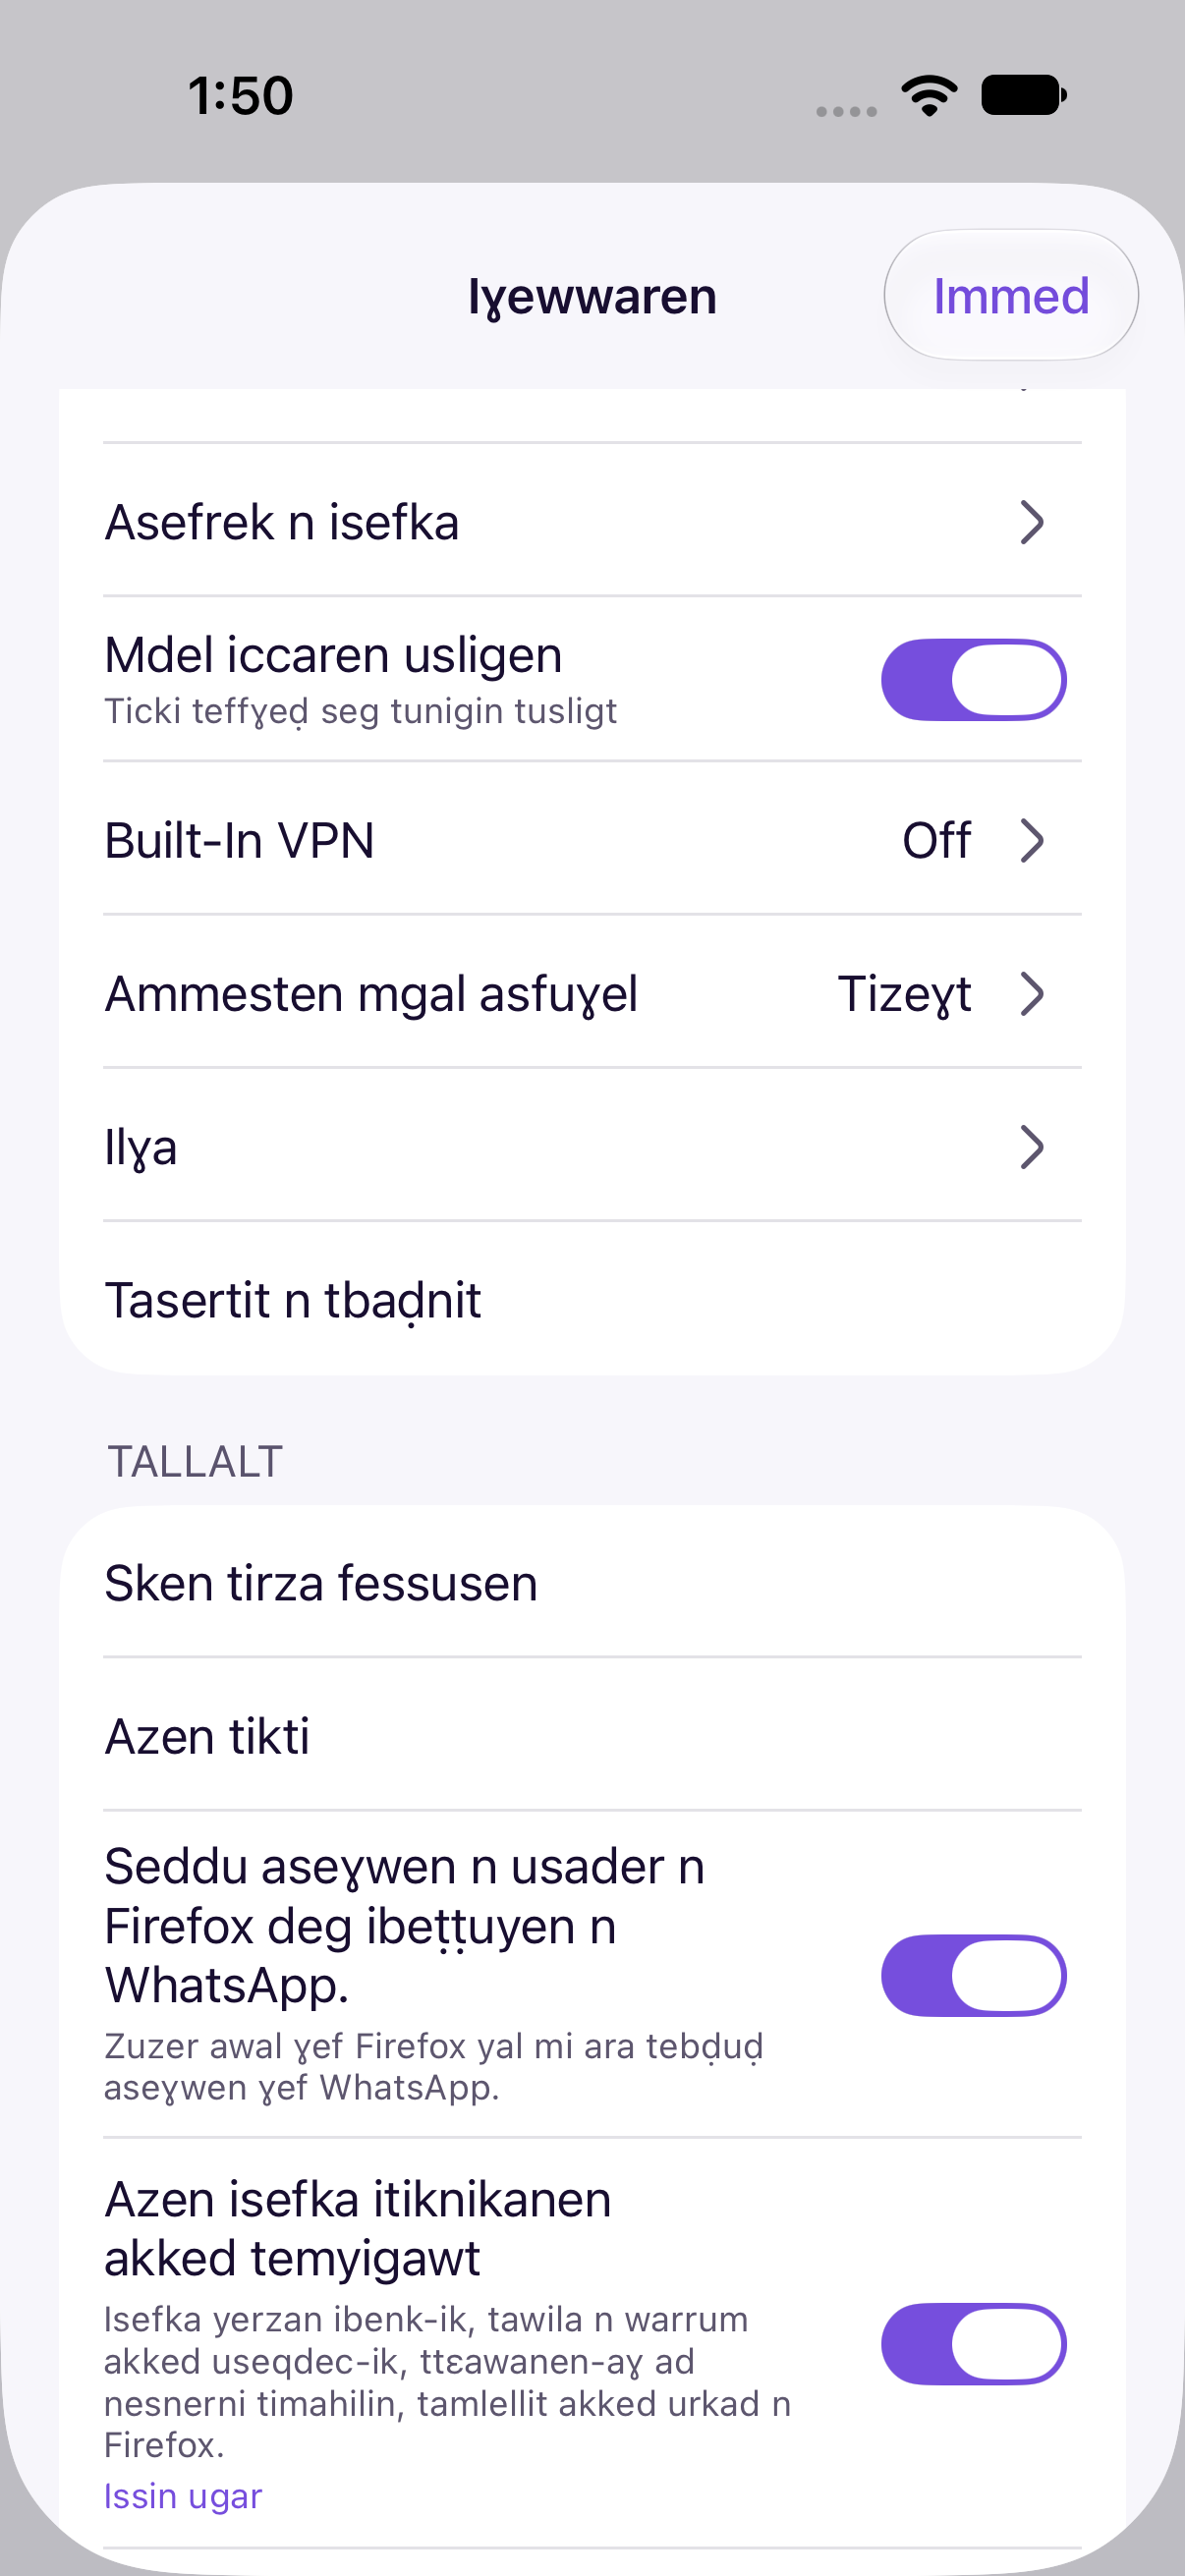 1:50
Iɣewwaren
Immed
Asefrek n isefka
Mdel iccaren usligen
Ticki teffɣeḍ seg tunigin tusligt
Built-In VPN
Off
Ammesten mgal asfuɣel
Tizeɣt
Ilɣa
Tasertit n tbaḍnit
TALLALT
Sken tirza fessusen
Azen tikti
Seddu aseɣwen n usader n
Firefox deg ibeṭṭuyen n
WhatsApp.
Zuzer awal ɣef Firefox yal mi ara tebḍuḍ
aseɣwen ɣef WhatsApp.
Azen isefka itiknikanen
akked temyigawt
Isefka yerzan ibenk-ik, tawila n warrum
akked useqdec-ik, ttɛawanen-aɣ ad
nesnerni timahilin, tamlellit akked urkad n
Firefox.
Issin ugar